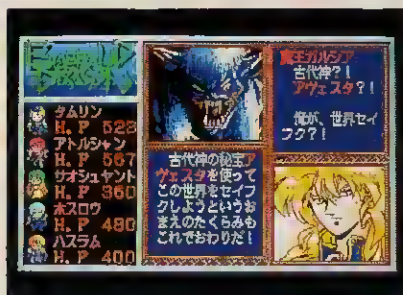 タムリン
H.P 528
アトルシャン
H.P 567
サオシュヤント
H.P 360
ホスロウ
H.P 480
ハスラム
H.P 400
古代神の秘宝ア
ヴェスタを使って
この世界をセイフ
クしようというお
まえのたくらみも
これでおわりだ！
魔王ガルシア
古代神？！
アヴェスタ？！
俺が、世界セイ
フク？！